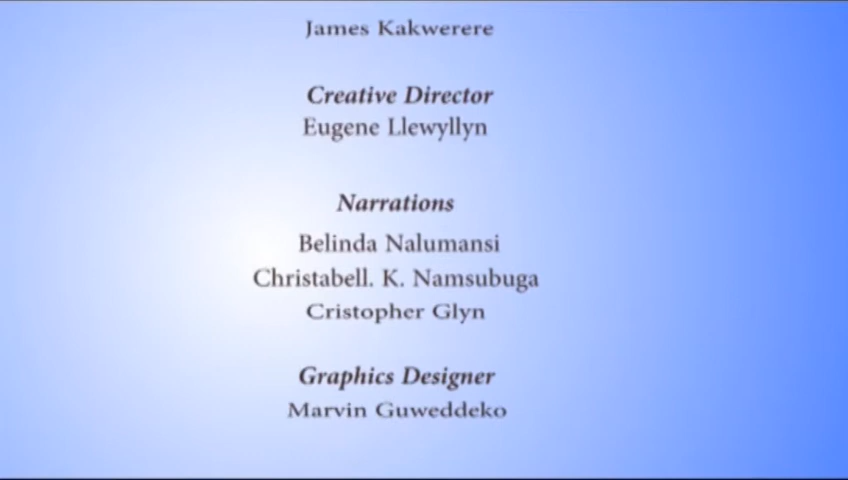 James Kakwerere
Creative Director
Eugene Llewyllyn
Narrations
Belinda Nalumansi
Christabell. K. Namsubuga
Cristopher Glyn
Graphics Designer
Marvin Guweddeko